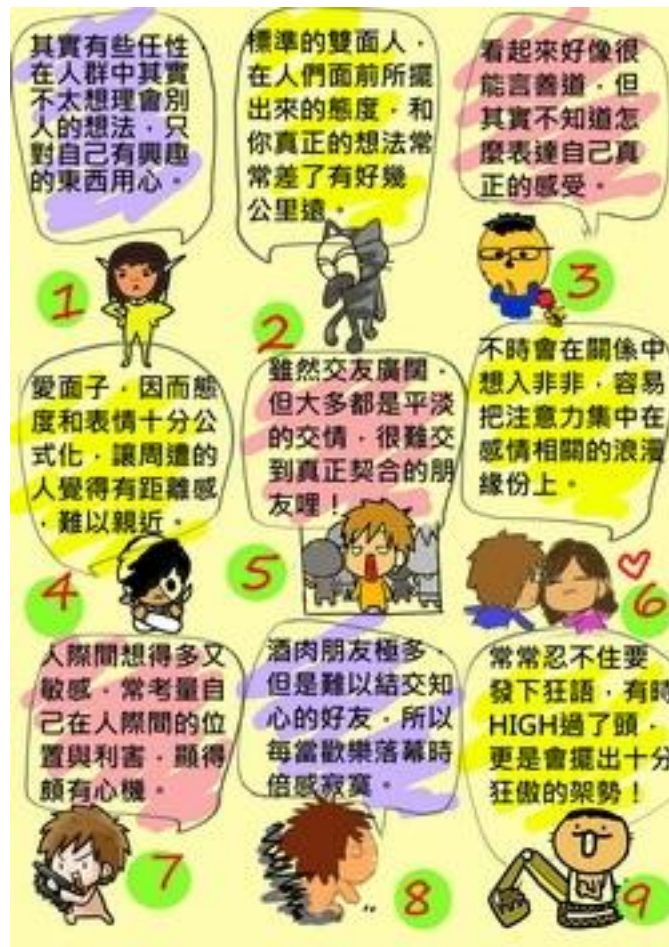 其實有些任性，
在人群中其實
不太想理會別
人的想法，只
對自己有興趣
的東西用心。
1
標準的雙面人，
在人們面前所擺
出來的態度，和
你真正的想法常
常差了有好幾
公里遠。
2
看起來好像很
能言善道，但
其實不知道怎
麼表達自己真
正的感受。
3
愛面子，因而態
度和表情十分公
式化，讓周遭的
人覺得有距離感
，難以親近。
4
雖然交友廣闊，
但大多都是平淡
的交情，很難交
到真正契合的朋
友哩！
5
不時會在關係中
想入非非，容易
把注意力集中在
感情相關的浪漫
緣份上。
6
人際間想得多又
敏感，常考量自
己在人際間的位
置與利害，顯得
頗有心機。
7
酒肉朋友極多，
但是難以結交知
心的好友，所以
每當歡樂落幕時
倍感寂寞。
8
常常忍不住要
發下狂語，有時
HIGH過了頭，
更是會擺出十分
狂傲的架勢！
9